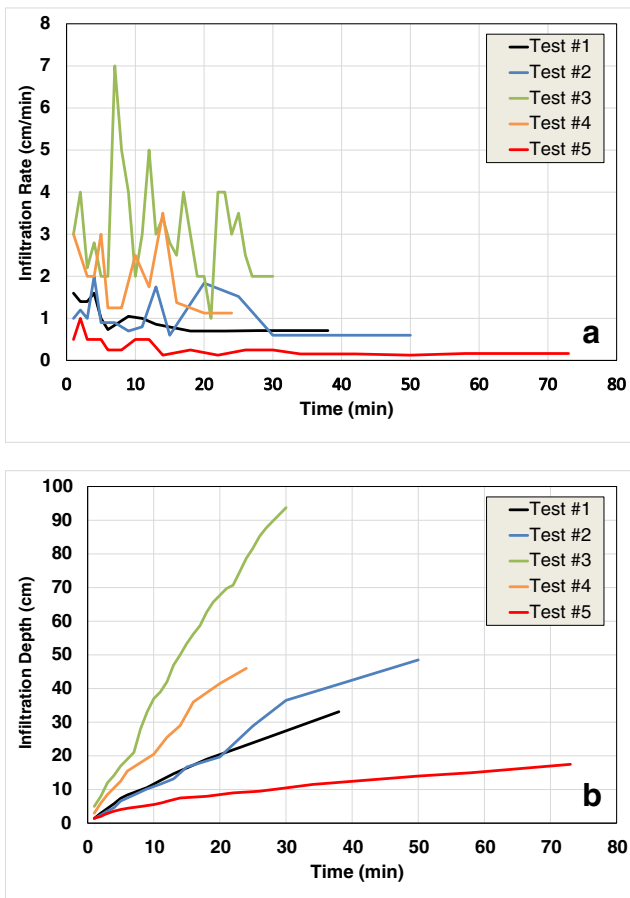 8
7
6
5
4
3
2
1
0
Infiltration Rate (cm/min)
Test #1
Test #2
Test #3
Test #4
Test #5
a
0 10 20 30 40 50 60 70 80
Time (min)
100
90
80
70
60
50
40
30
20
10
0
Infiltration Depth (cm)
Test #1
Test #2
Test #3
Test #4
Test #5
b
0 10 20 30 40 50 60 70 80
Time (min)